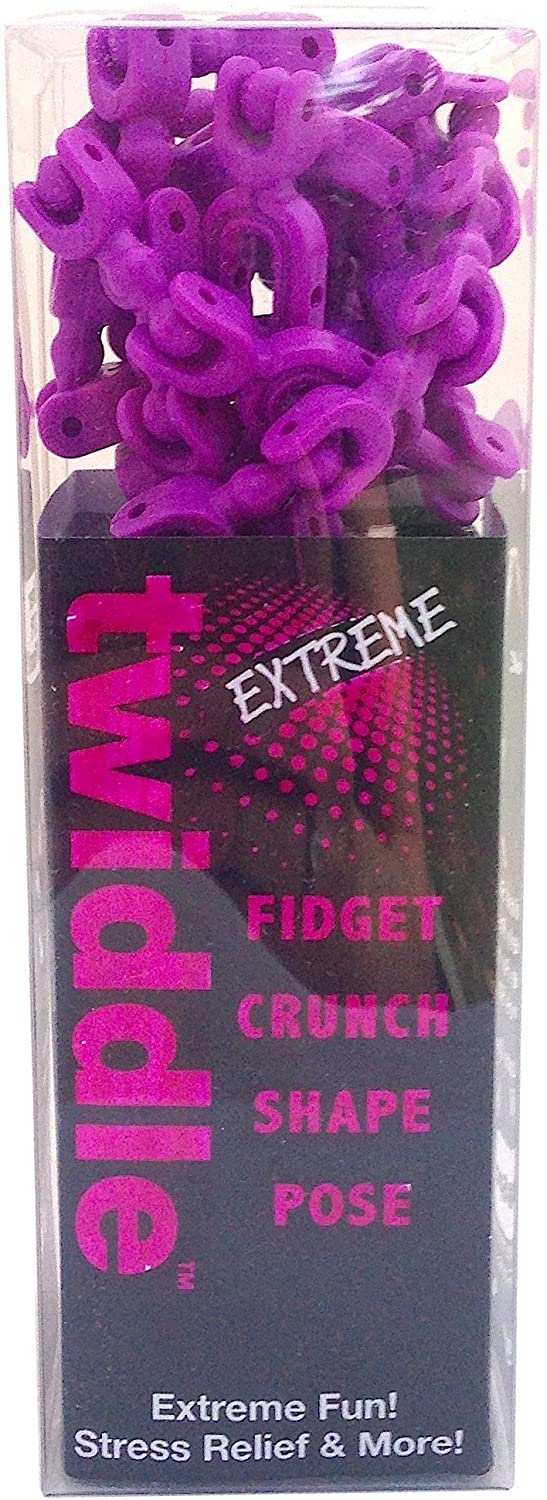 twiddle™
EXTREME
FIDGET
CRUNCH
SHAPE
POSE
Extreme Fun!
Stress Relief & More!